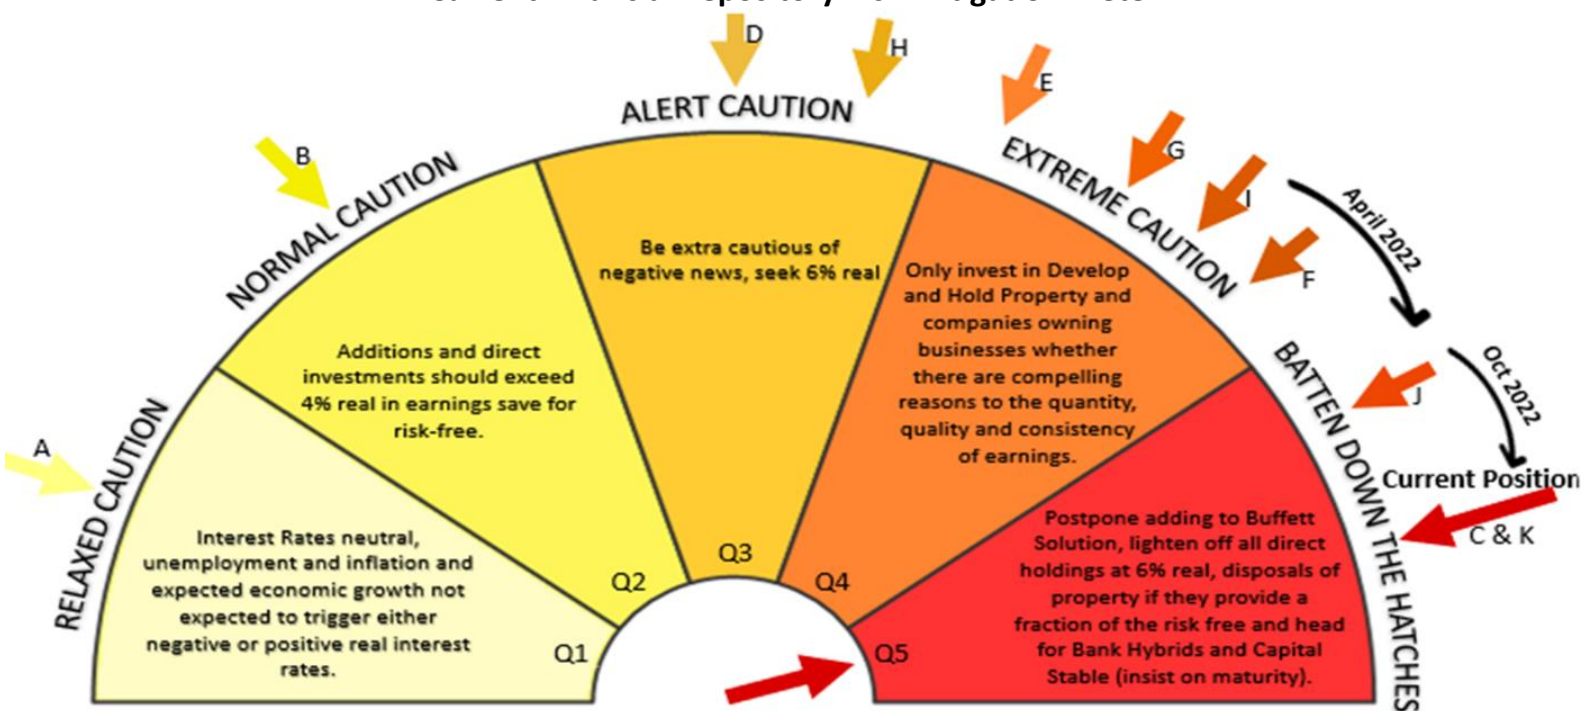 D
H
E
ALERT CAUTION
B
G
NORMAL CAUTION
EXTREME CAUTION
I
April 2022
F
Be extra cautious of
negative news, seek 6% real
Only invest in Develop
and Hold Property and
companies owning
businesses whether
there are compelling
reasons to the quantity,
quality and consistency
of earnings.
Additions and direct
investments should exceed
4% real in earnings save for
risk-free.
BATTEN DOWN THE HATCHES
J
Oct 2022
A
RELAXED CAUTION
Current Position
C & K
Interest Rates neutral,
unemployment and inflation and
expected economic growth not
expected to trigger either
negative or positive real interest
rates.
Postpone adding to Buffett
Solution, lighten off all direct
holdings at 6% real, disposals of
property if they provide a
fraction of the risk free and head
for Bank Hybrids and Capital
Stable (insist on maturity).
Q1
Q2
Q3
Q4
Q5